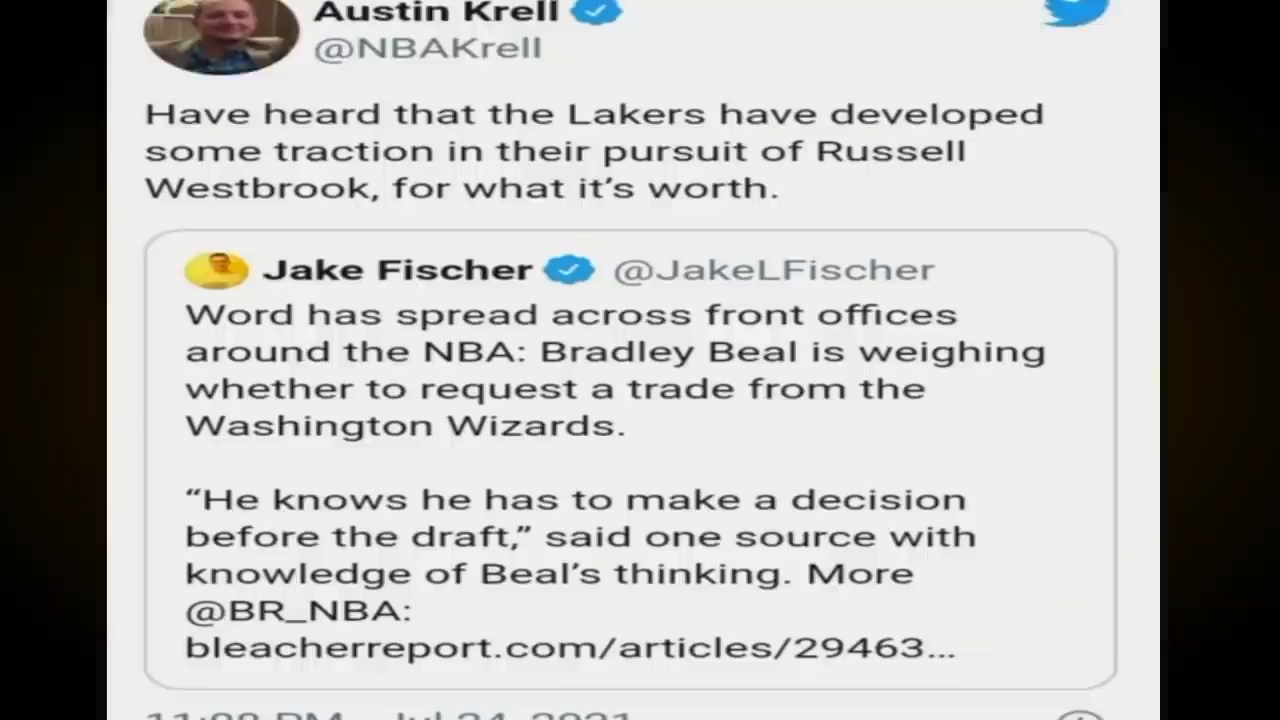 Austin Krell
@NBAKrell
Have heard that the Lakers have developed
some traction in their pursuit of Russell
Westbrook, for what it’s worth.
Jake Fischer @JakeLFischer
Word has spread across front offices
around the NBA: Bradley Beal is weighing
whether to request a trade from the
Washington Wizards.
“He knows he has to make a decision
before the draft,” said one source with
knowledge of Beal’s thinking. More
@BR_NBA:
bleacherreport.com/articles/29463...